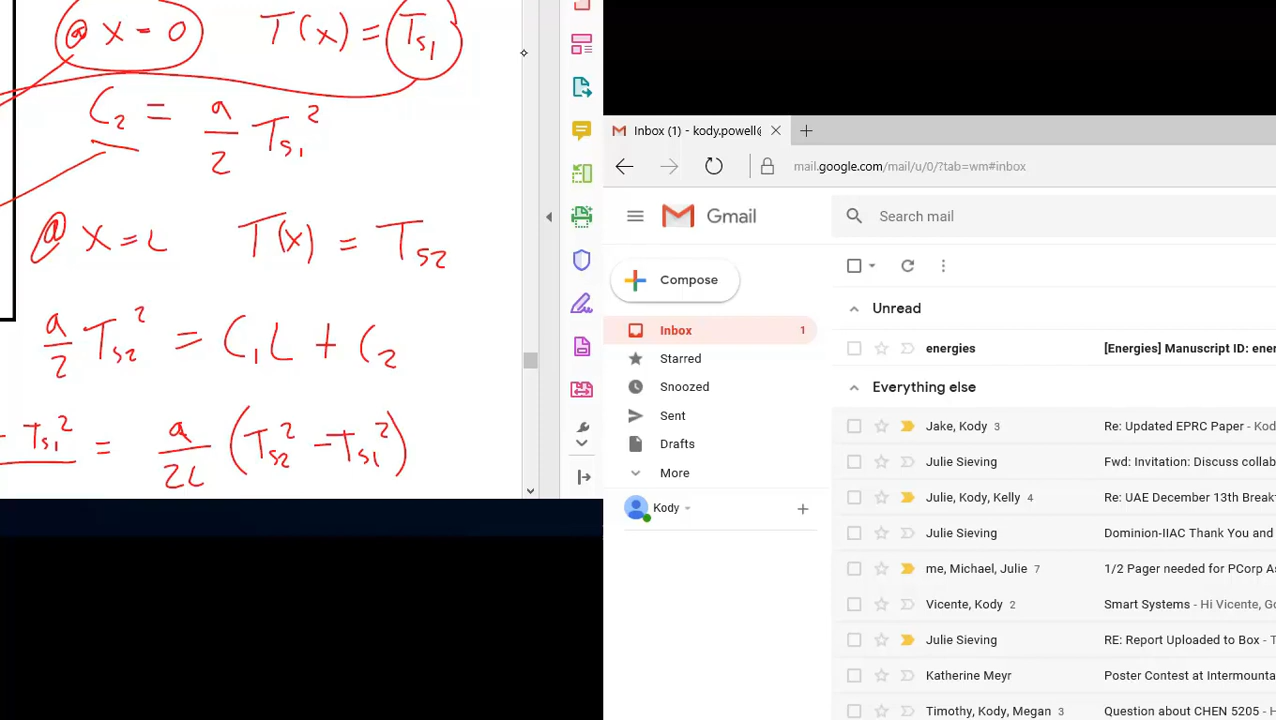 @ x = 0 T(x) = Ts1
C2 = a/2 Ts1²
@ x = L T(x) = Ts2
a/2 Ts2² = C1L + C2
- Ts1² = a/2L (Ts2² - Ts1²)
Inbox (1) - kody.powell@
mail.google.com/mail/u/0/?tab=wm#inbox
Gmail
Search mail
Compose
Unread
Inbox 1
energies [Energies] Manuscript ID: ener
Starred
Snoozed
Everything else
Sent
Jake, Kody 3 Re: Updated EPRC Paper - Kod
Drafts
Julie Sieving Fwd: Invitation: Discuss collab
More
Julie, Kody, Kelly 4 Re: UAE December 13th Break
Kody
Julie Sieving Dominion-IIAC Thank You and
me, Michael, Julie 7 1/2 Pager needed for PCorp As
Vicente, Kody 2 Smart Systems - Hi Vicente, Go
Julie Sieving RE: Report Uploaded to Box - T
Katherine Meyr Poster Contest at Intermounta
Timothy, Kody, Megan 3 Question about CHEN 5205 - H